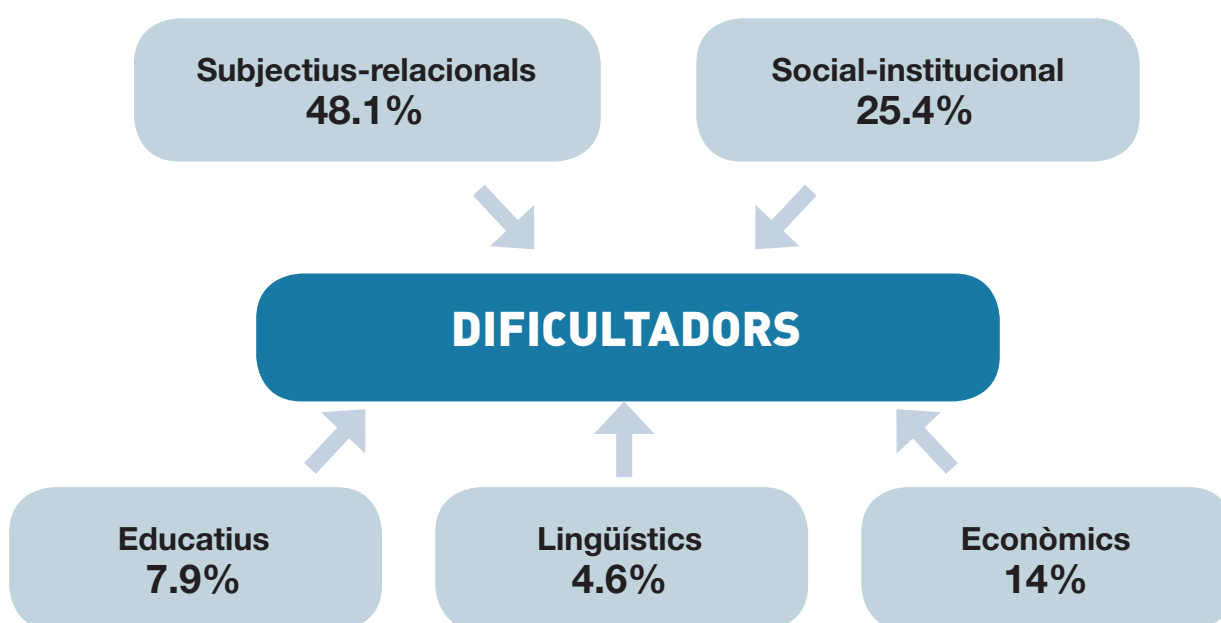 Subjectius-relacionals
48.1%
Social-institucional
25.4%
DIFICULTADORS
Educatius
7.9%
Lingüístics
4.6%
Econòmics
14%